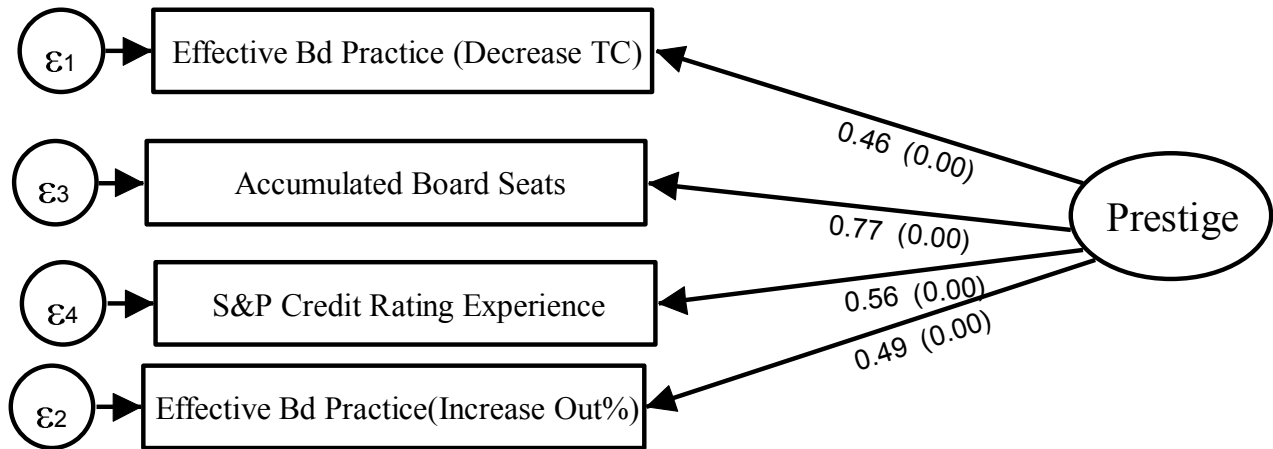 ε1
Effective Bd Practice (Decrease TC)
0.46 (0.00)
ε3
Accumulated Board Seats
0.77 (0.00)
Prestige
ε4
S&P Credit Rating Experience
0.56 (0.00)
ε2
Effective Bd Practice(Increase Out%)
0.49 (0.00)